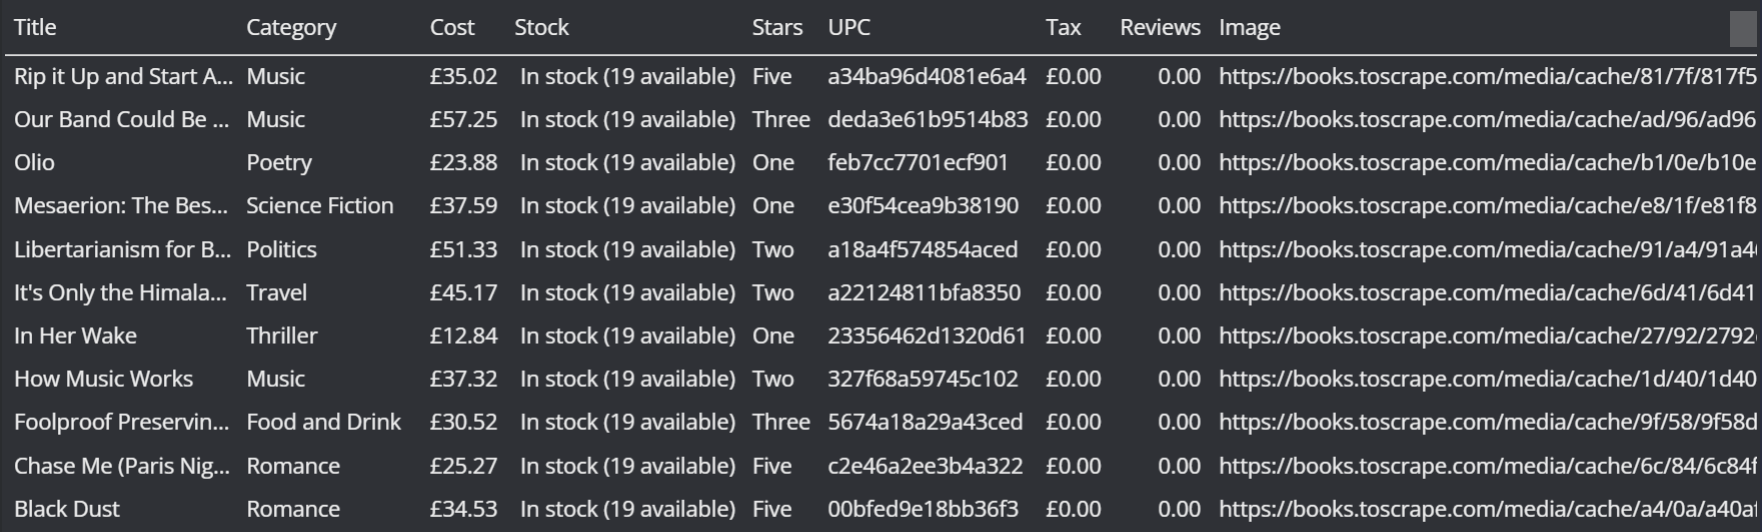 Title Category Cost Stock Stars UPC Tax Reviews Image
Rip it Up and Start A... Music £35.02 In stock (19 available) Five a34ba96d4081e6a4 £0.00 0.00 https://books.toscrape.com/media/cache/81/7f/817f5
Our Band Could Be ... Music £57.25 In stock (19 available) Three deda3e61b9514b83 £0.00 0.00 https://books.toscrape.com/media/cache/ad/96/ad96
Olio Poetry £23.88 In stock (19 available) One feb7cc7701ecf901 £0.00 0.00 https://books.toscrape.com/media/cache/b1/0e/b10e
Mesaerion: The Bes... Science Fiction £37.59 In stock (19 available) One e30f54cea9b38190 £0.00 0.00 https://books.toscrape.com/media/cache/e8/1f/e81f8
Libertarianism for B... Politics £51.33 In stock (19 available) Two a18a4f574854aced £0.00 0.00 https://books.toscrape.com/media/cache/91/a4/91a4
It's Only the Himala... Travel £45.17 In stock (19 available) Two a22124811bfa8350 £0.00 0.00 https://books.toscrape.com/media/cache/6d/41/6d41
In Her Wake Thriller £12.84 In stock (19 available) One 23356462d1320d61 £0.00 0.00 https://books.toscrape.com/media/cache/27/92/2792
How Music Works Music £37.32 In stock (19 available) Two 327f68a59745c102 £0.00 0.00 https://books.toscrape.com/media/cache/1d/40/1d40
Foolproof Preservin... Food and Drink £30.52 In stock (19 available) Three 5674a18a29a43ced £0.00 0.00 https://books.toscrape.com/media/cache/9f/58/9f58d
Chase Me (Paris Nig... Romance £25.27 In stock (19 available) Five c2e46a2ee3b4a322 £0.00 0.00 https://books.toscrape.com/media/cache/6c/84/6c84f
Black Dust Romance £34.53 In stock (19 available) Five 00bfed9e18bb36f3 £0.00 0.00 https://books.toscrape.com/media/cache/a4/0a/a40a